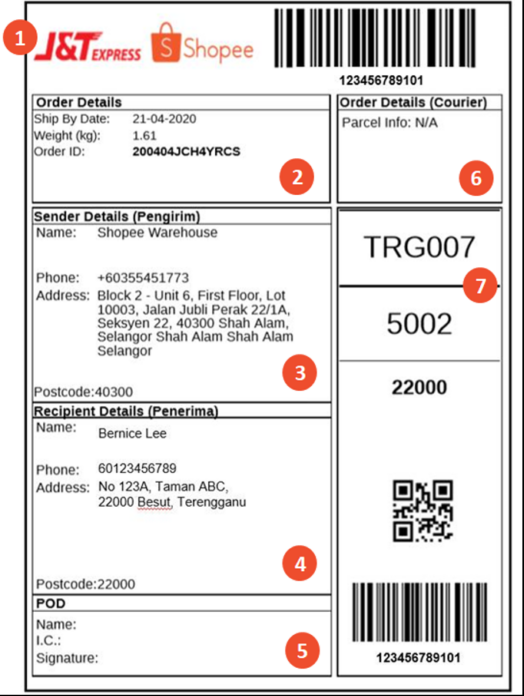 1
J&T EXPRESS
S Shopee
123456789101
Order Details
Ship By Date: 21-04-2020
Weight (kg): 1.61
Order ID: 200404JCH4YRCS
2
Order Details (Courier)
Parcel Info: N/A
6
Sender Details (Pengirim)
Name: Shopee Warehouse
Phone: +60355451773
Address: Block 2 - Unit 6, First Floor, Lot
10003, Jalan Jubli Perak 22/1A,
Seksyen 22, 40300 Shah Alam,
Selangor Shah Alam Shah Alam
Selangor
3
Postcode:40300
TRG007
7
5002
22000
Recipient Details (Penerima)
Name: Bernice Lee
Phone: 60123456789
Address: No 123A, Taman ABC,
22000 Besut, Terengganu
4
Postcode:22000
POD
Name:
I.C.:
Signature:
5
123456789101